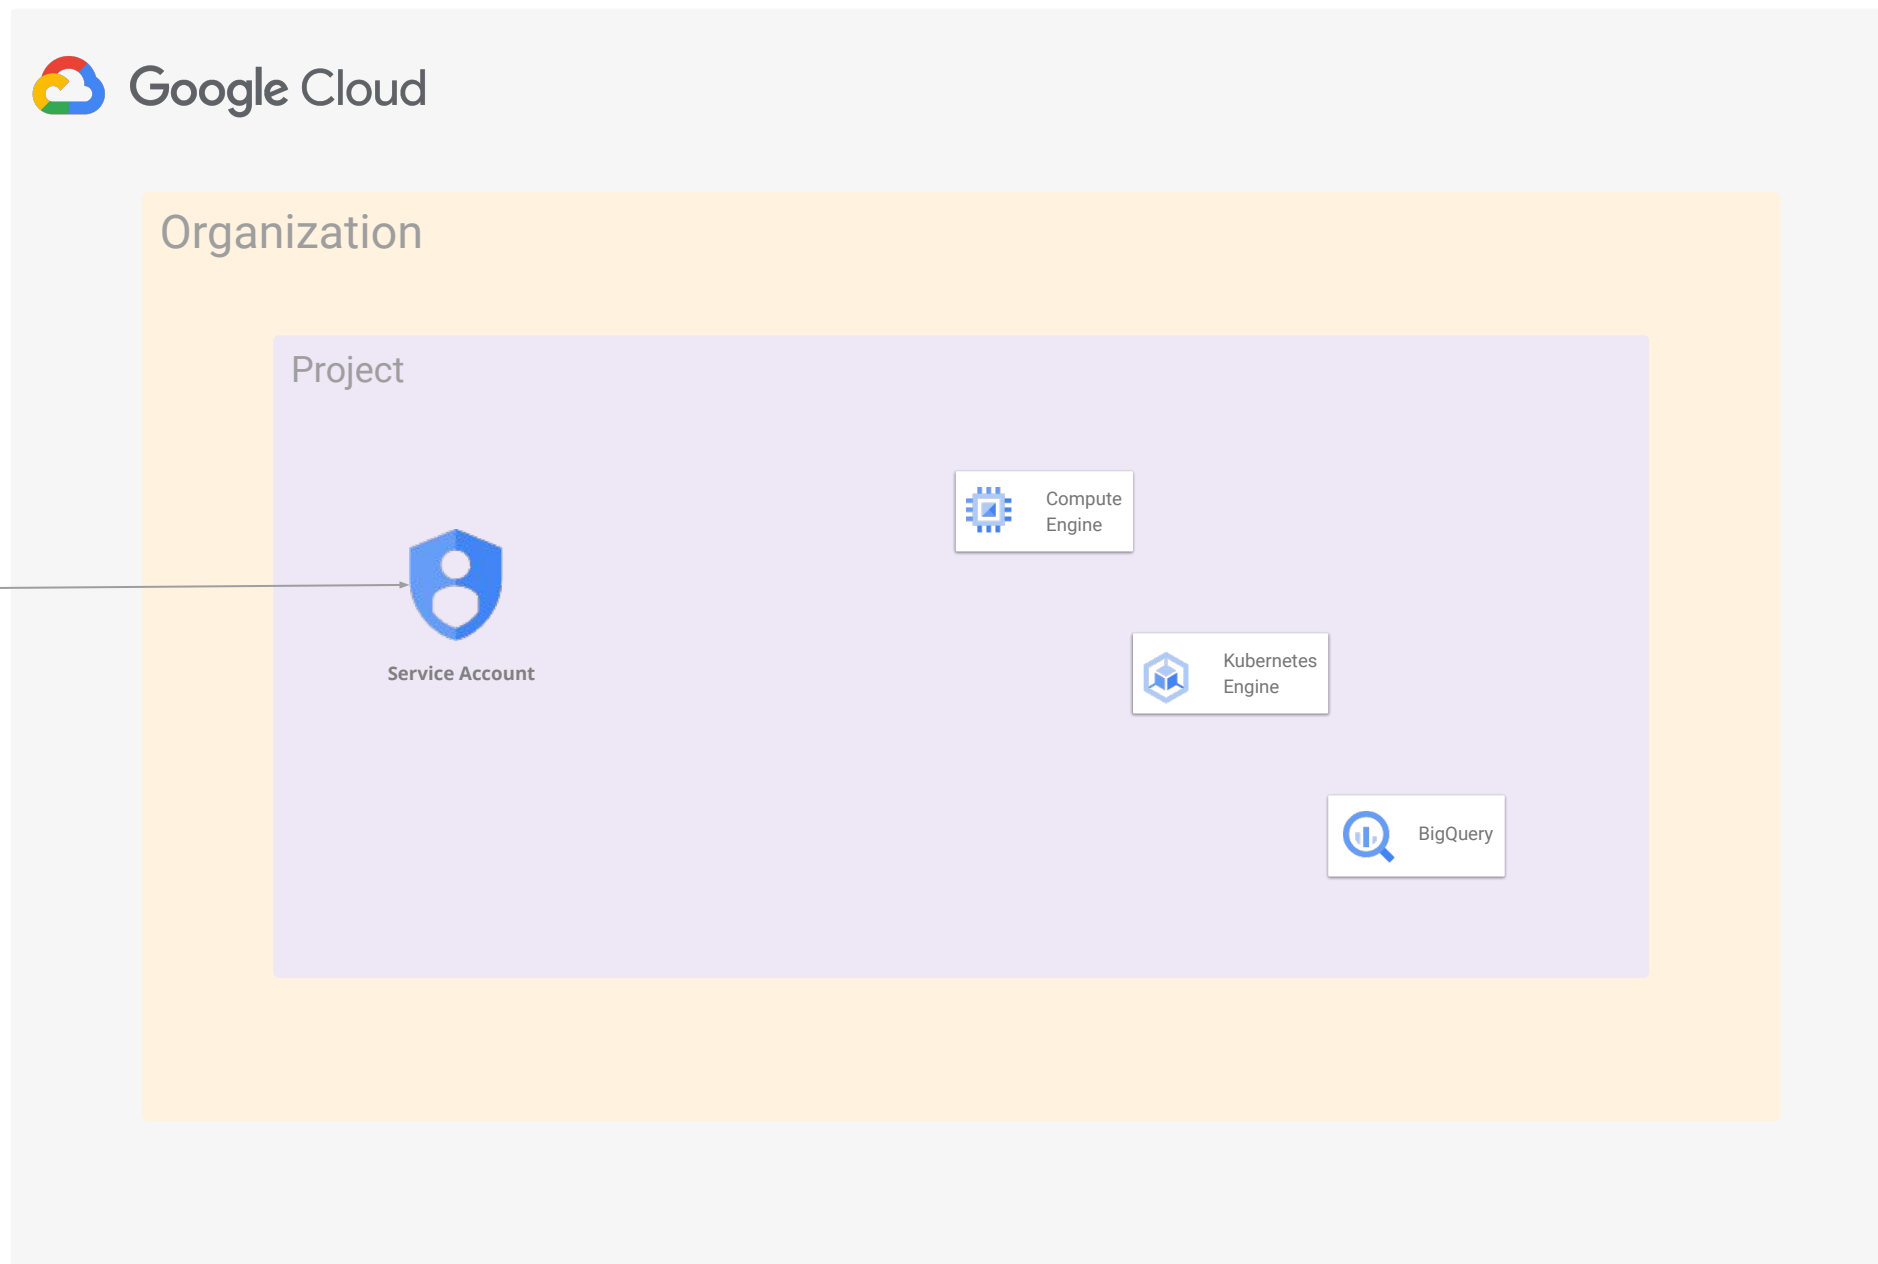 Google Cloud
Organization
Project
Compute
Engine
Service Account
Kubernetes
Engine
BigQuery